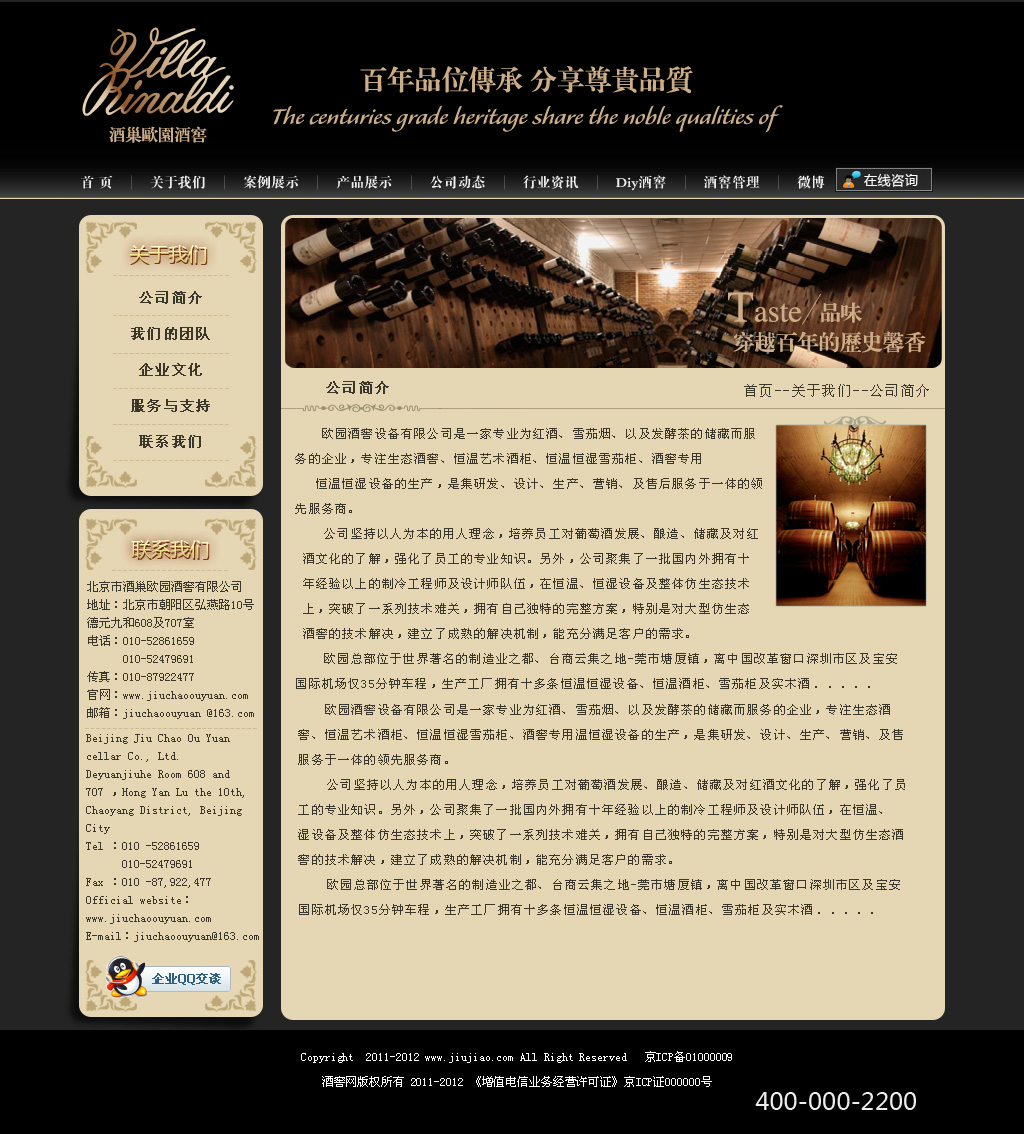 Villa
Rinaldi
酒巢歐園酒窖
百年品位傳承 分享尊貴品質
The centuries grade heritage share the noble qualities of
首 页 关于我们 案例展示 产品展示 公司动态 行业资讯 Diy酒窖 酒窖管理 微博 在线咨询
关于我们
公司简介
我们的团队
企业文化
服务与支持
联系我们
联系我们
北京市酒巢欧园酒窖有限公司
地址：北京市朝阳区弘燕路10号
德元九和608及707室
电话：010-52861659
010-52479691
传真：010-87922477
官网：www.jiuchaoouyuan.com
邮箱：jiuchaoouyuan @163.com
Beijing Jiu Chao Ou Yuan
cellar Co., Ltd.
Deyuanjiuhe Room 608 and
707 ，Hong Yan Lu the 10th,
Chaoyang District, Beijing
City
Tel ：010 -52861659
010-52479691
Fax ：010 -87,922,477
Official website：
www.jiuchaoouyuan.com
E-mail：jiuchaoouyuan@163.com
企业QQ交谈
Taste/品味
穿越百年的歷史馨香
公司简介
首页--关于我们--公司简介
欧园酒窖设备有限公司是一家专业为红酒、雪茄烟、以及发酵茶的储藏而服
务的企业，专注生态酒窖、恒温艺术酒柜、恒温恒湿雪茄柜、酒窖专用
恒温恒湿设备的生产，是集研发、设计、生产、营销、及售后服务于一体的领
先服务商。
公司坚持以人为本的用人理念，培养员工对葡萄酒发展、酿造、储藏及对红
酒文化的了解，强化了员工的专业知识。另外，公司聚集了一批国内外拥有十
年经验以上的制冷工程师及设计师队伍，在恒温、恒湿设备及整体仿生态技术
上，突破了一系列技术难关，拥有自己独特的完整方案，特别是对大型仿生态
酒窖的技术解决，建立了成熟的解决机制，能充分满足客户的需求。
欧园总部位于世界著名的制造业之都、台商云集之地-莞市塘厦镇，离中国改革窗口深圳市区及宝安
国际机场仅35分钟车程，生产工厂拥有十多条恒温恒湿设备、恒温酒柜、雪茄柜及实木酒．．．．．
欧园酒窖设备有限公司是一家专业为红酒、雪茄烟、以及发酵茶的储藏而服务的企业，专注生态酒
窖、恒温艺术酒柜、恒温恒湿雪茄柜、酒窖专用温恒湿设备的生产，是集研发、设计、生产、营销、及售
服务于一体的领先服务商。
公司坚持以人为本的用人理念，培养员工对葡萄酒发展、酿造、储藏及对红酒文化的了解，强化了员
工的专业知识。另外，公司聚集了一批国内外拥有十年经验以上的制冷工程师及设计师队伍，在恒温、
湿设备及整体仿生态技术上，突破了一系列技术难关，拥有自己独特的完整方案，特别是对大型仿生态酒
窖的技术解决，建立了成熟的解决机制，能充分满足客户的需求。
欧园总部位于世界著名的制造业之都、台商云集之地-莞市塘厦镇，离中国改革窗口深圳市区及宝安
国际机场仅35分钟车程，生产工厂拥有十多条恒温恒湿设备、恒温酒柜、雪茄柜及实木酒．．．．．
Copyright 2011-2012 www.jiujiao.com All Right Reserved 京ICP备01000009
酒窖网版权所有 2011-2012 《增值电信业务经营许可证》京ICP证000000号
400-000-2200